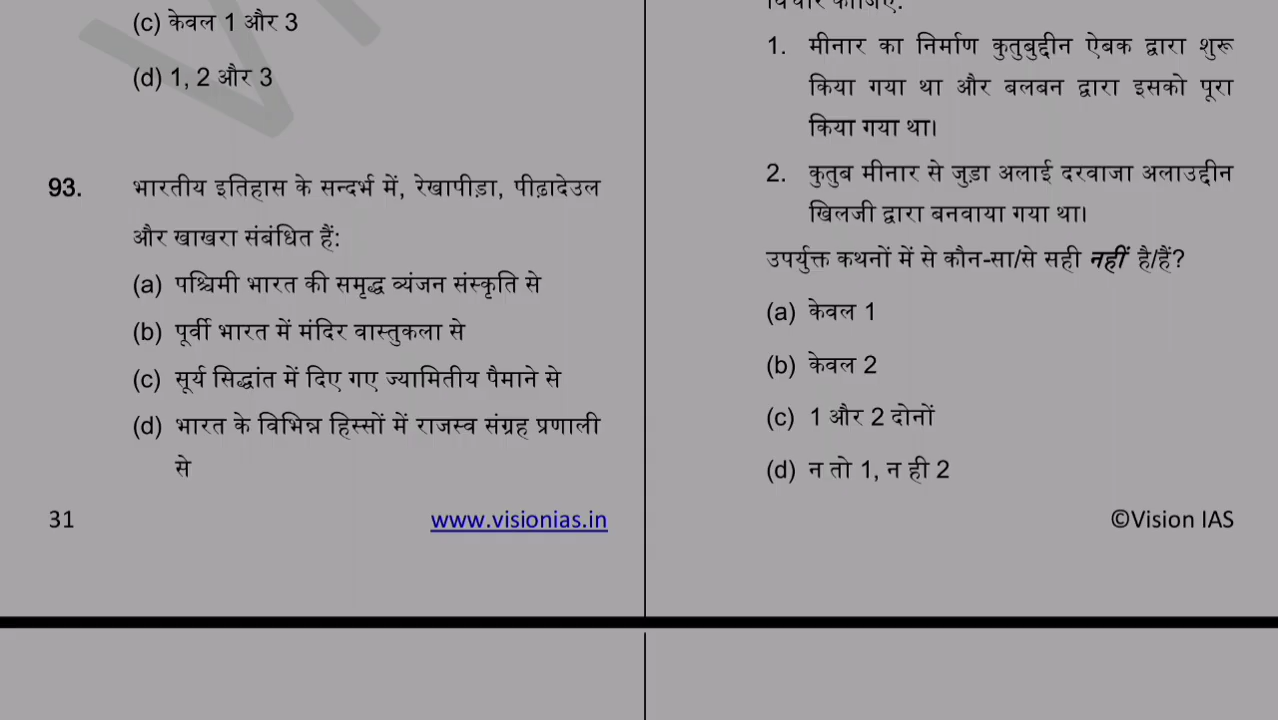 (c) केवल 1 और 3
(d) 1, 2 और 3
93. भारतीय इतिहास के सन्दर्भ में, रेखापीड़ा, पीढ़ादेउल
और खाखरा संबंधित हैं:
(a) पश्चिमी भारत की समृद्ध व्यंजन संस्कृति से
(b) पूर्वी भारत में मंदिर वास्तुकला से
(c) सूर्य सिद्धांत में दिए गए ज्यामितीय पैमाने से
(d) भारत के विभिन्न हिस्सों में राजस्व संग्रह प्रणाली
से
31 www.visionias.in
1. मीनार का निर्माण कुतुबुद्दीन ऐबक द्वारा शुरू
किया गया था और बलबन द्वारा इसको पूरा
किया गया था।
2. कुतुब मीनार से जुड़ा अलाई दरवाजा अलाउद्दीन
खिलजी द्वारा बनवाया गया था।
उपर्युक्त कथनों में से कौन-सा/से सही नहीं है/हैं?
(a) केवल 1
(b) केवल 2
(c) 1 और 2 दोनों
(d) न तो 1, न ही 2
©Vision IAS